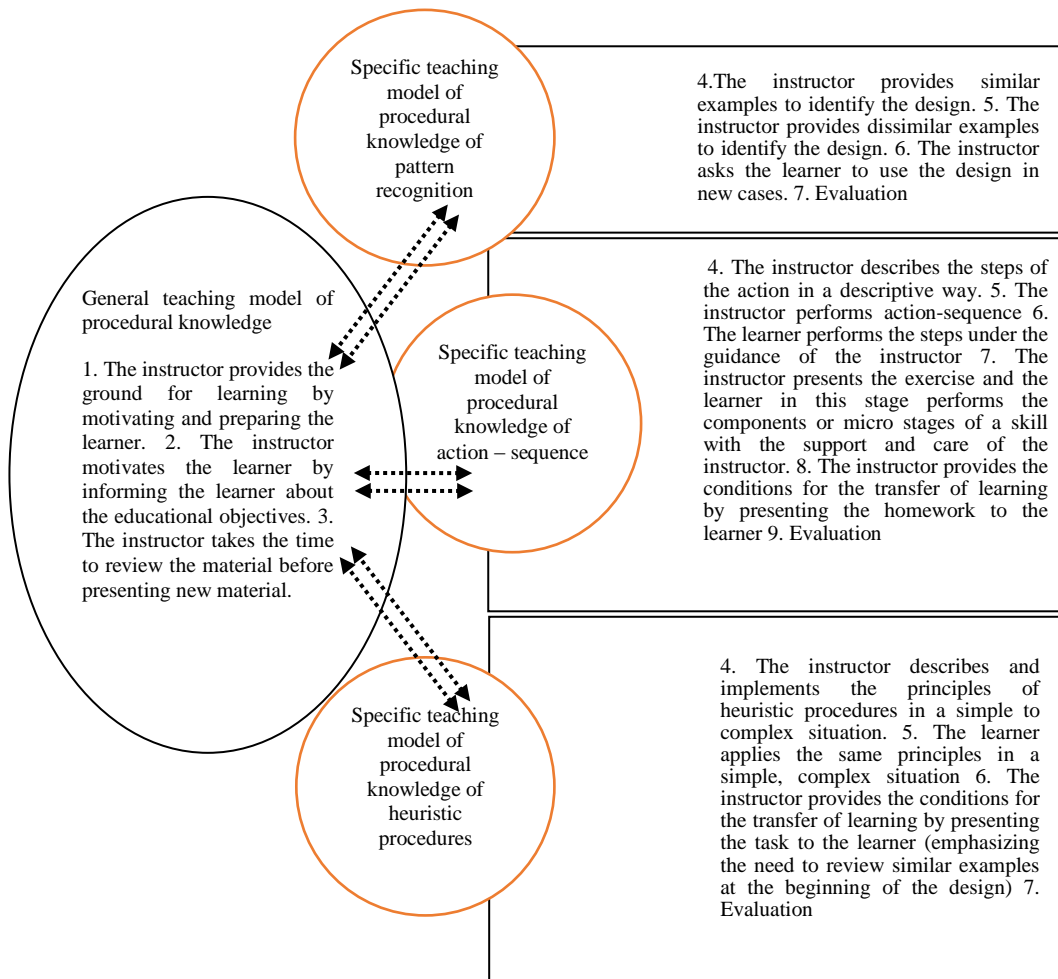 Specific teaching
model of
procedural
knowledge of
pattern
recognition
4.The instructor provides similar
examples to identify the design. 5. The
instructor provides dissimilar examples
to identify the design. 6. The instructor
asks the learner to use the design in
new cases. 7. Evaluation
General teaching model of
procedural knowledge
1. The instructor provides the
ground for learning by
motivating and preparing the
learner. 2. The instructor
motivates the learner by
informing the learner about
the educational objectives. 3.
The instructor takes the time
to review the material before
presenting new material.
Specific teaching
model of
procedural
knowledge of
action – sequence
4. The instructor describes the steps of
the action in a descriptive way. 5. The
instructor performs action-sequence 6.
The learner performs the steps under the
guidance of the instructor 7. The
instructor presents the exercise and the
learner in this stage performs the
components or micro stages of a skill
with the support and care of the
instructor. 8. The instructor provides the
conditions for the transfer of learning
by presenting the homework to the
learner 9. Evaluation
Specific teaching
model of
procedural
knowledge of
heuristic
procedures
4. The instructor describes and
implements the principles of
heuristic procedures in a simple to
complex situation. 5. The learner
applies the same principles in a
simple, complex situation 6. The
instructor provides the conditions for
the transfer of learning by presenting
the task to the learner (emphasizing
the need to review similar examples
at the beginning of the design) 7.
Evaluation